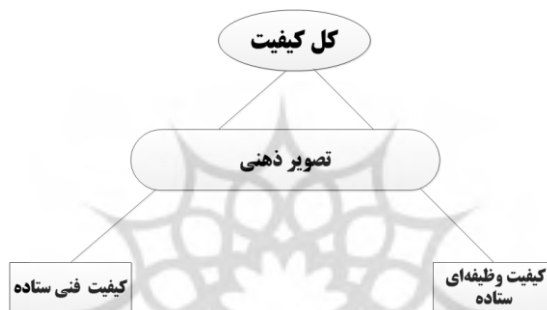 کل کیفیت
تصویر ذهنی
کیفیت وظیفه‌ای
ستاده
کیفیت فنی ستاده